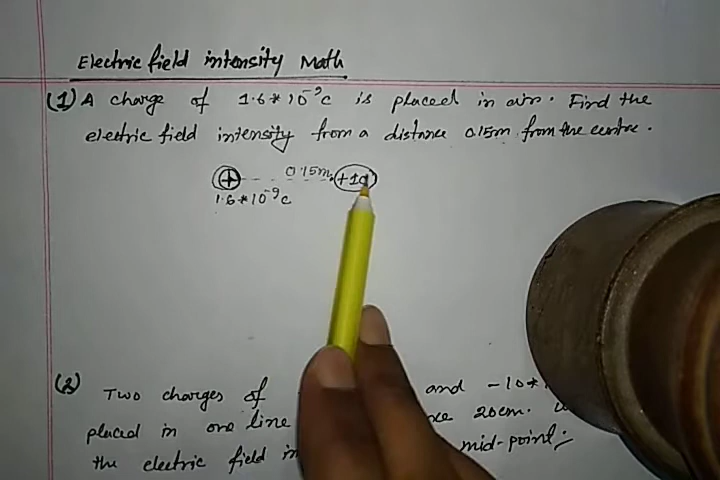 Electric field intensity Math
(1) A charge of 1.6*10⁻⁹c is placed in air. Find the
electric field intensity from a distance 0.15m from the centre.
+ 0.15m. +1c
1.6*10⁻⁹c
(2) Two charges of and -10*
placed in one line 20cm.
the electric field in mid-point:-